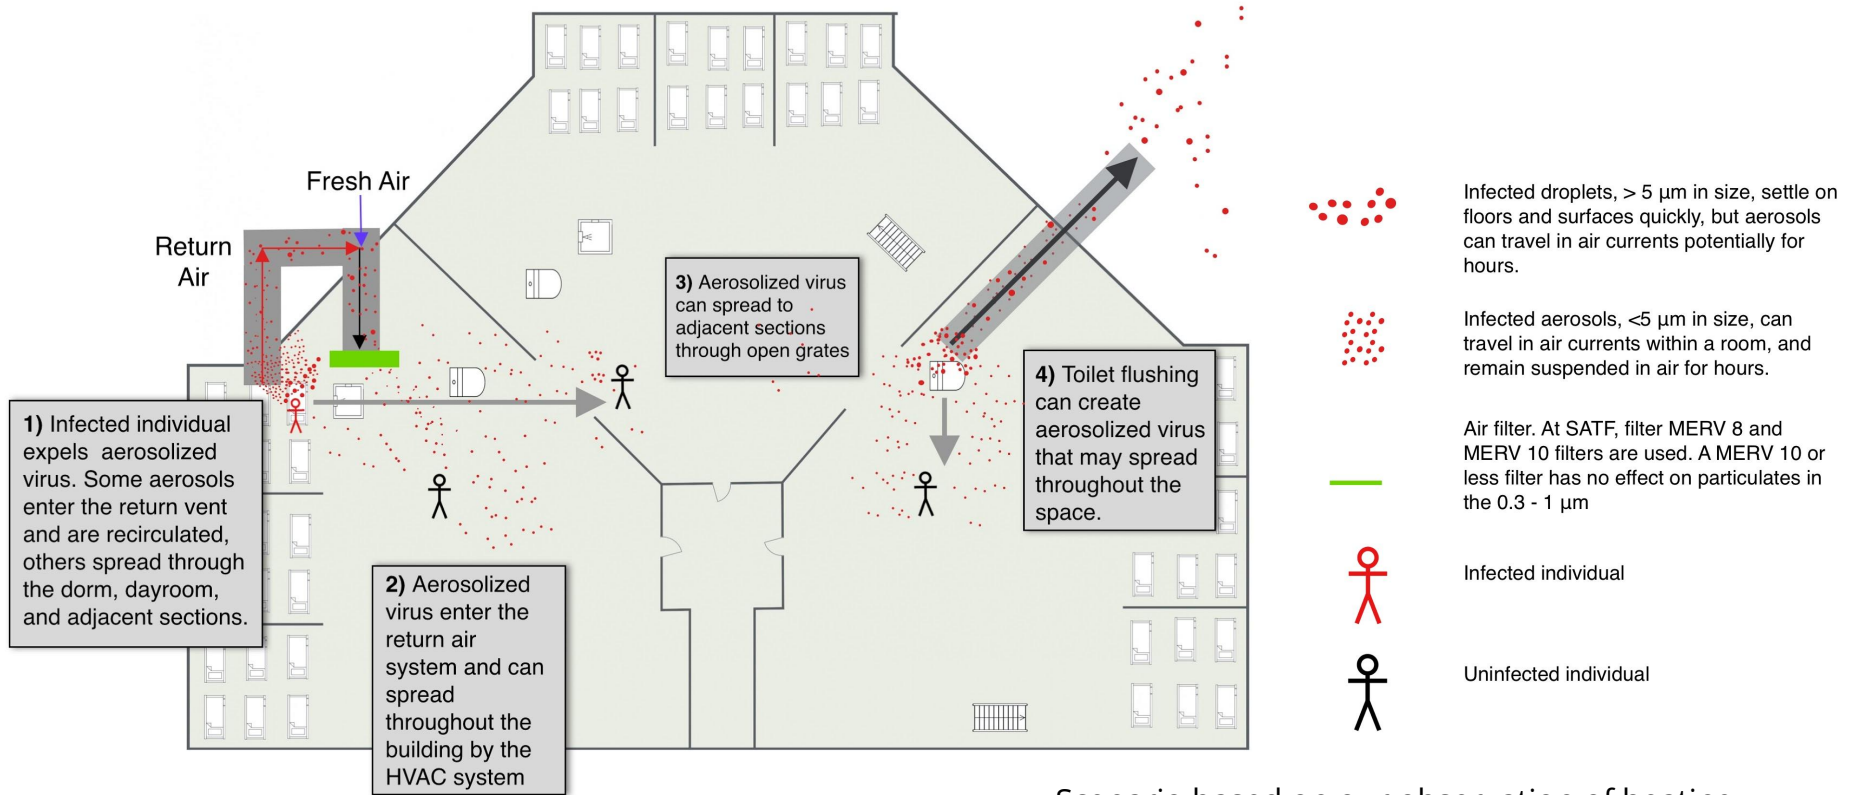 Fresh Air
Return
Air
1) Infected individual
expels aerosolized
virus. Some aerosols
enter the return vent
and are recirculated,
others spread through
the dorm, dayroom,
and adjacent sections.
2) Aerosolized
virus enter the
return air
system and can
spread
throughout the
building by the
HVAC system
3) Aerosolized virus
can spread to
adjacent sections
through open grates
4) Toilet flushing
can create
aerosolized virus
that may spread
throughout the
space.
Infected droplets, > 5 µm in size, settle on
floors and surfaces quickly, but aerosols
can travel in air currents potentially for
hours.
Infected aerosols, <5 µm in size, can
travel in air currents within a room, and
remain suspended in air for hours.
Air filter. At SATF, filter MERV 8 and
MERV 10 filters are used. A MERV 10 or
less filter has no effect on particulates in
the 0.3 - 1 µm
Infected individual
Uninfected individual
Scenario based on our observation of heating